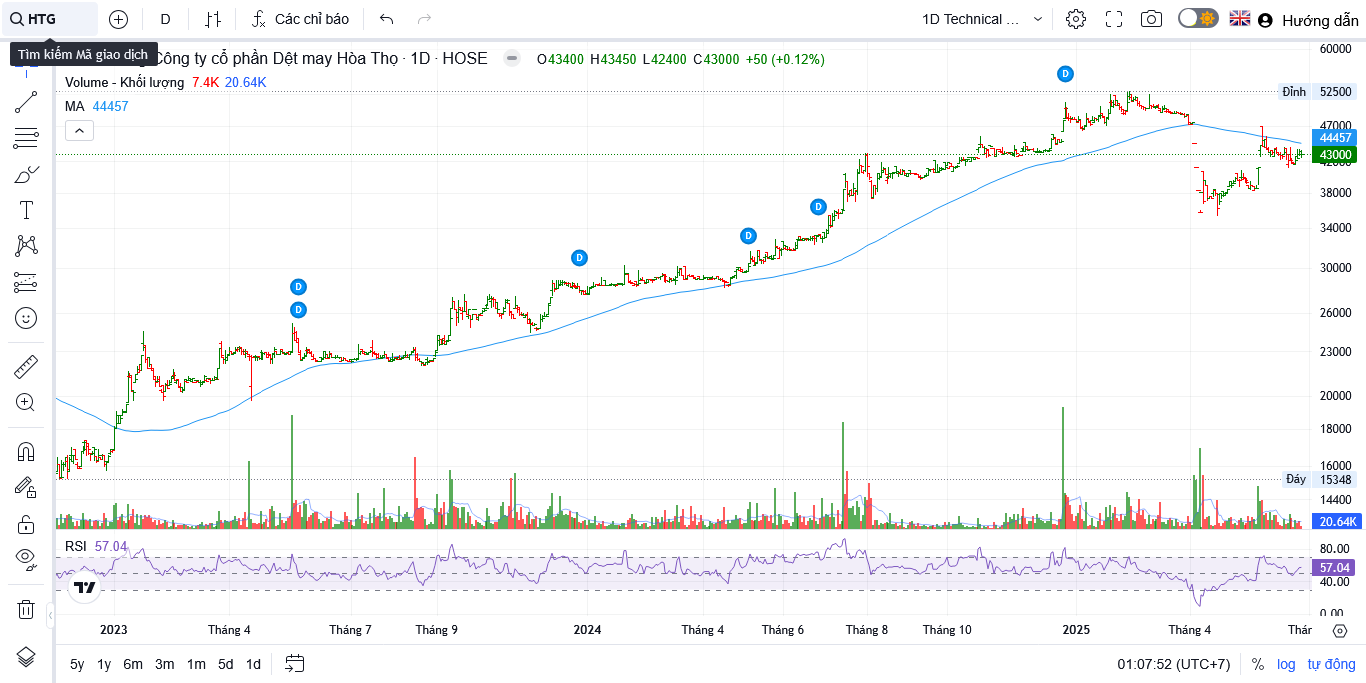 HTG
D
Các chỉ báo
1D Technical ...
Hướng dẫn
Tìm kiếm Mã giao dịch
Công ty cổ phần Dệt may Hòa Thọ · 1D · HOSE
O43400 H43450 L42400 C43000 +50 (+0.12%)
Volume - Khối lượng 7.4K 20.64K
MA 44457
D
D
D
D
D
D
60000
Đỉnh 52500
47000
44457
43000
42000
38000
34000
30000
26000
23000
20000
18000
16000
Đáy 15348
14400
20.64K
RSI 57.04
80.00
57.04
40.00
0.00
2023 Tháng 4 Tháng 7 Tháng 9 2024 Tháng 4 Tháng 6 Tháng 8 Tháng 10 2025 Tháng 4 Thár
5y 1y 6m 3m 1m 5d 1d
01:07:52 (UTC+7) % log tự động